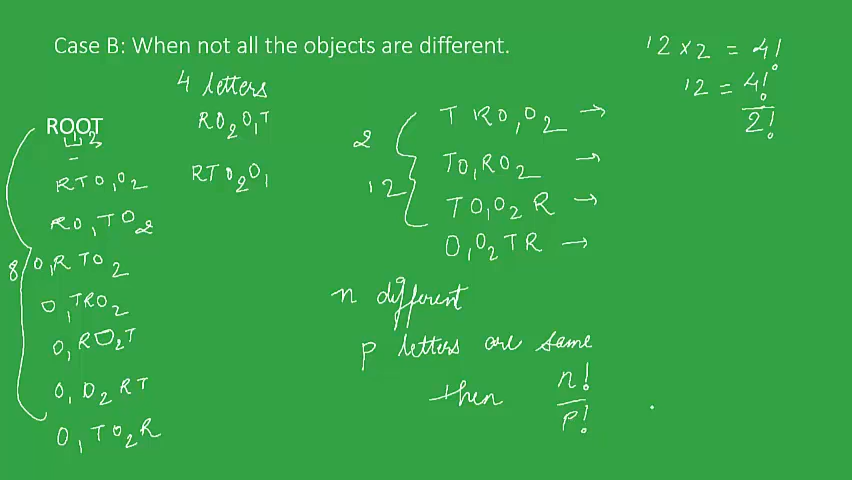 Case B: When not all the objects are different.
12 × 2 = 4!
12 = 4!
2!
4 letters
ROOT
RO₂O₁T
RTO₂O₁
RTO₁O₂
RO₁TO₂
O₁RTO₂
O₁TRO₂
O₁RO₂T
O₁O₂RT
O₁TO₂R
8
2
12
TRO₁O₂ →
TO₁RO₂ →
TO₁O₂R →
O₁O₂TR →
n different
p letters are same
then n!
p!